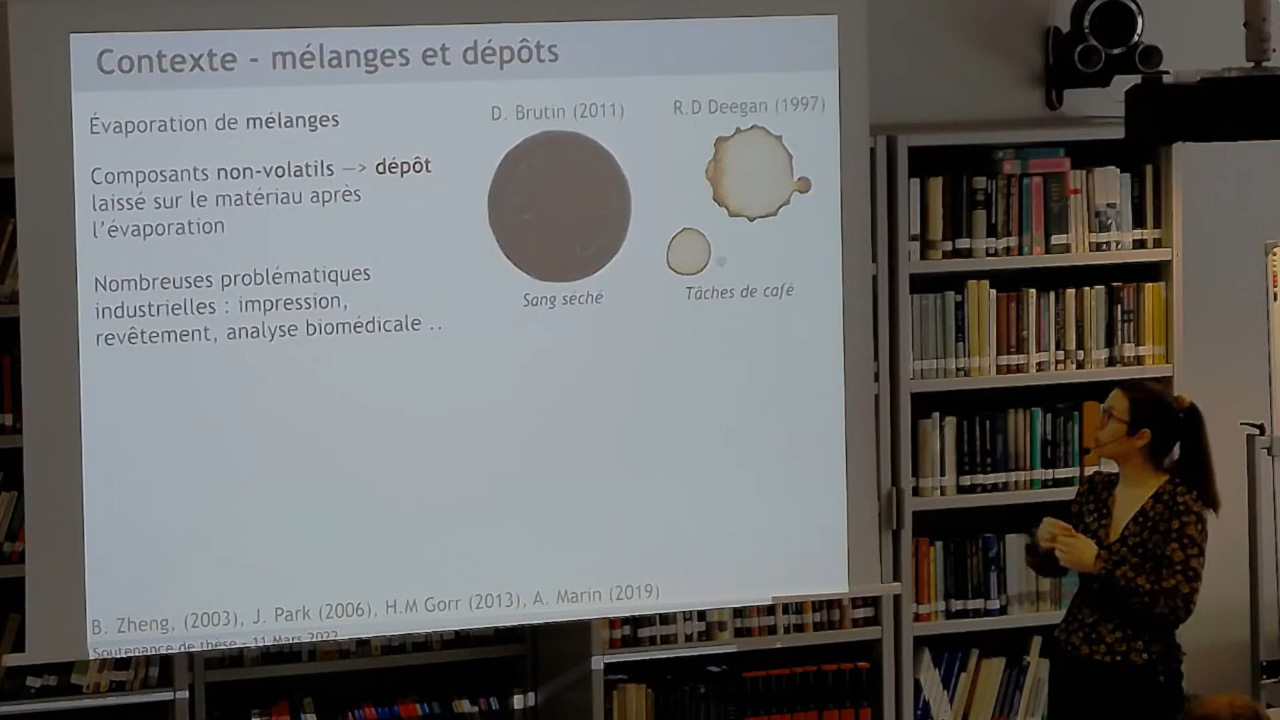 Contexte - mélanges et dépôts
Évaporation de mélanges
Composants non-volatils —> dépôt
laissé sur le matériau après
l'évaporation
Nombreuses problématiques
industrielles : impression,
revêtement, analyse biomédicale ..
D. Brutin (2011)
Sang séché
R.D Deegan (1997)
Tâches de café
B. Zheng, (2003), J. Park (2006), H.M Gorr (2013), A. Marin (2019)
Soutenance de thèse - 11 Mars 2022